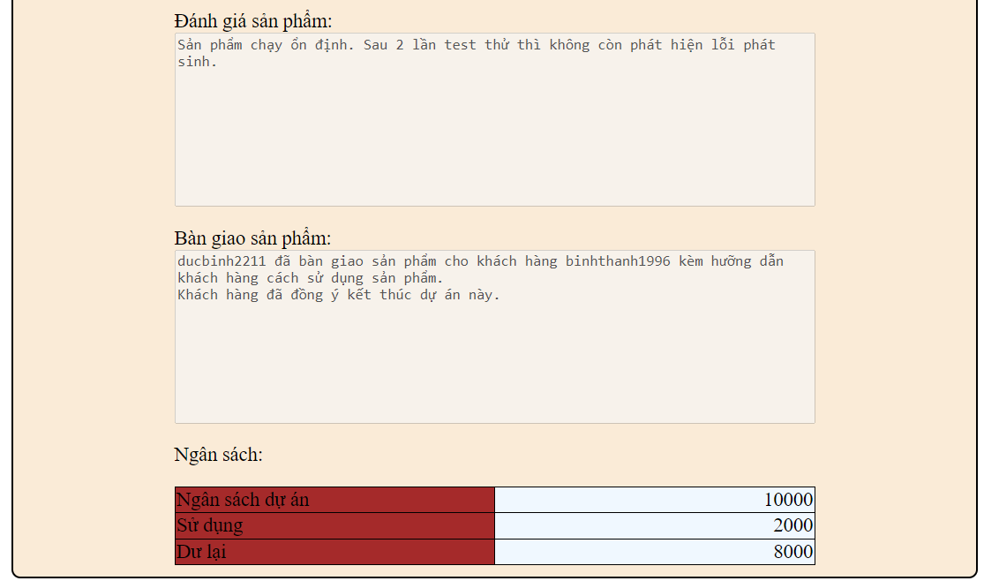 Đánh giá sản phẩm:
Sản phẩm chạy ổn định. Sau 2 lần test thử thì không còn phát hiện lỗi phát
sinh.
Bàn giao sản phẩm:
ducbinh2211 đã bàn giao sản phẩm cho khách hàng binhthanh1996 kèm hưỡng dẫn
khách hàng cách sử dụng sản phẩm.
Khách hàng đã đồng ý kết thúc dự án này.
Ngân sách:
Ngân sách dự án 10000
Sử dụng 2000
Dư lại 8000